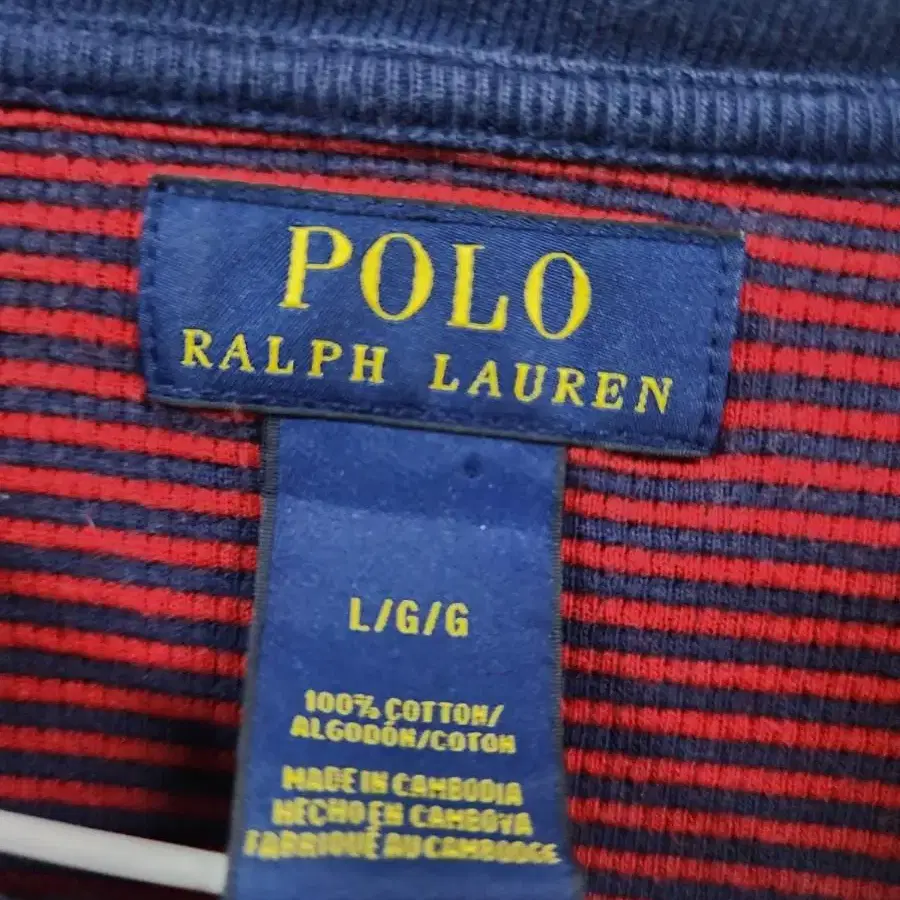 POLO
RALPH LAUREN
L/G/G
100% COTTON/
ALGODÓN/COTON
MADE IN CAMBODIA
HECHO EN CAMBOYA
FABRIQUÉ AU CAMBODGE